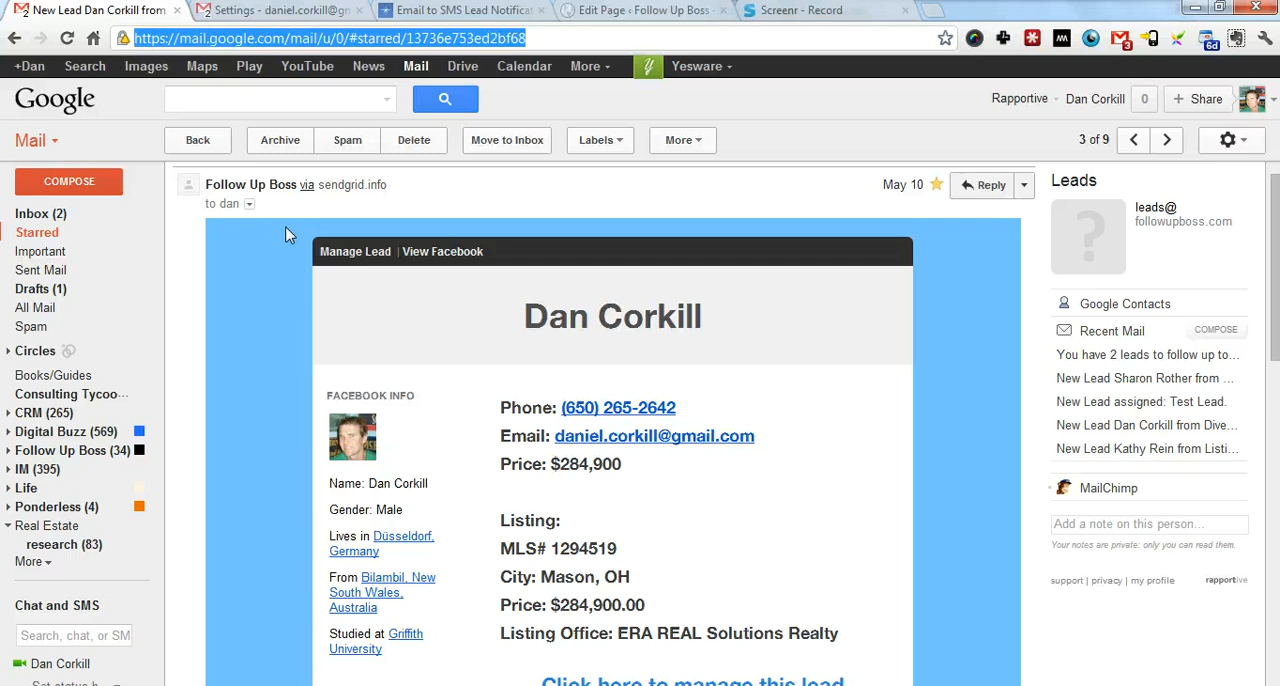 New Lead Dan Corkill from
Settings - daniel.corkill@gn
Email to SMS Lead Notificat
Edit Page ‹ Follow Up Boss -
Screenr - Record
https://mail.google.com/mail/u/0/#starred/13736e753ed2bf68
3
6d
+Dan Search Images Maps Play YouTube News Mail Drive Calendar More Yesware
Google
Rapportive Dan Corkill 0 + Share
Mail
Back Archive Spam Delete Move to Inbox Labels More 3 of 9
COMPOSE
Inbox (2)
Starred
Important
Sent Mail
Drafts (1)
All Mail
Spam
Circles
Books/Guides
Consulting Tycoo...
CRM (265)
Digital Buzz (569)
Follow Up Boss (34)
IM (395)
Life
Ponderless (4)
Real Estate
research (83)
More
Chat and SMS
Search, chat, or SM
Dan Corkill
Follow Up Boss via sendgrid.info
to dan
May 10
Reply
Manage Lead | View Facebook
Dan Corkill
FACEBOOK INFO
Name: Dan Corkill
Gender: Male
Lives in Düsseldorf,
Germany
From Bilambil, New
South Wales,
Australia
Studied at Griffith
University
Phone: (650) 265-2642
Email: daniel.corkill@gmail.com
Price: $284,900
Listing:
MLS# 1294519
City: Mason, OH
Price: $284,900.00
Listing Office: ERA REAL Solutions Realty
Click here to manage this lead
Leads
leads@
followupboss.com
Google Contacts
Recent Mail COMPOSE
You have 2 leads to follow up to...
New Lead Sharon Rother from ...
New Lead assigned: Test Lead.
New Lead Dan Corkill from Dive...
New Lead Kathy Rein from Listi...
MailChimp
Add a note on this person...
Your notes are private: only you can read them.
support | privacy | my profile
rapportive